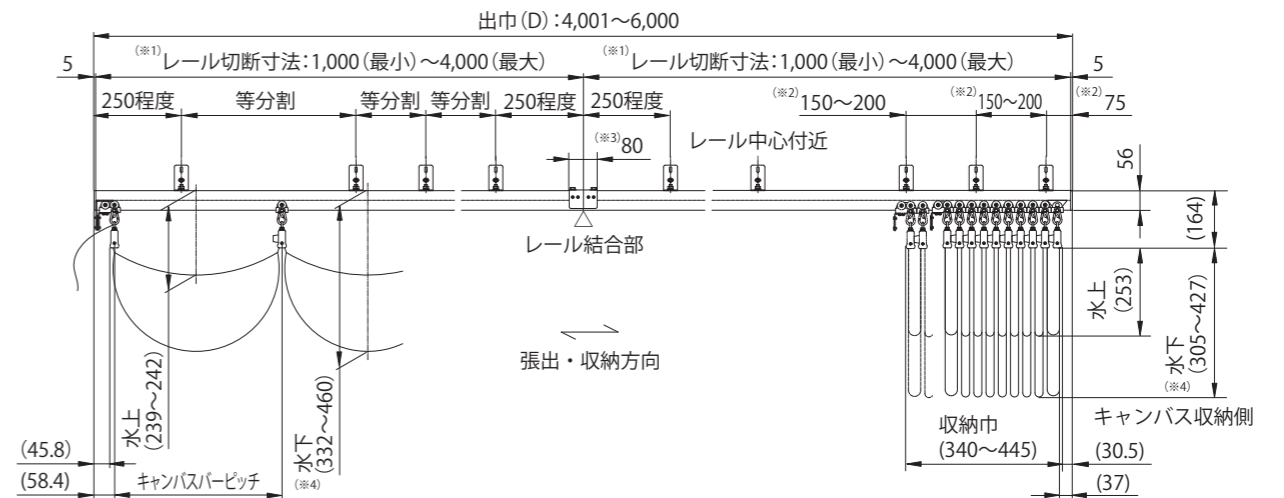 出巾(D):4,001～6,000
5
(※1)レール切断寸法:1,000(最小)～4,000(最大)
(※1)レール切断寸法:1,000(最小)～4,000(最大)
5
250程度
等分割
等分割
等分割
250程度
250程度
(※2)150～200
(※2)150～200
(※2)75
(※3)80
レール中心付近
56
(164)
レール結合部
水上
(253)
水下
(305～427)
(※4)
張出・収納方向
水上
(239～242)
水下
(332～460)
(※4)
収納巾
(340～445)
キャンバス収納側
(45.8)
(30.5)
(58.4)
キャンバスバーピッチ
(37)